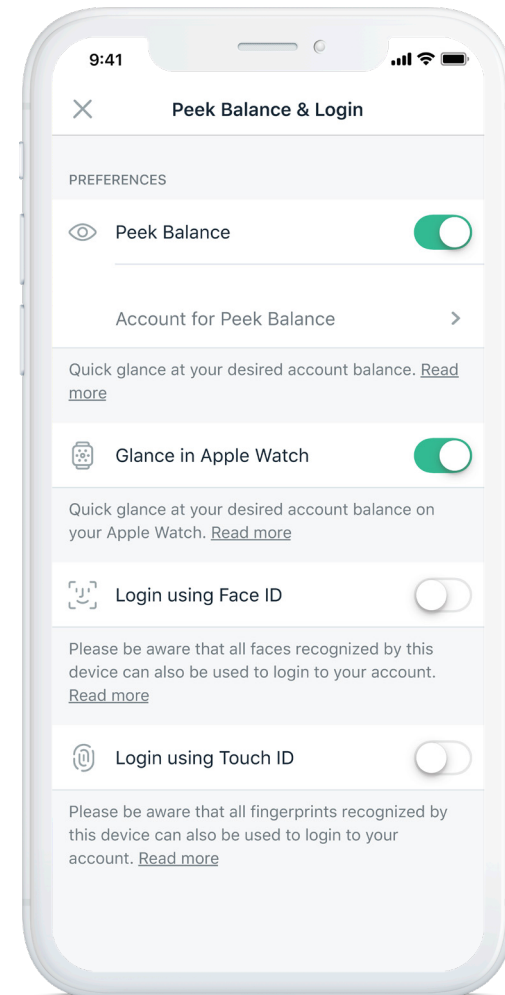 9:41
Peek Balance & Login
PREFERENCES
Peek Balance
Account for Peek Balance
Quick glance at your desired account balance. Read
more
Glance in Apple Watch
Quick glance at your desired account balance on
your Apple Watch. Read more
Login using Face ID
Please be aware that all faces recognized by this
device can also be used to login to your account.
Read more
Login using Touch ID
Please be aware that all fingerprints recognized by
this device can also be used to login to your
account. Read more